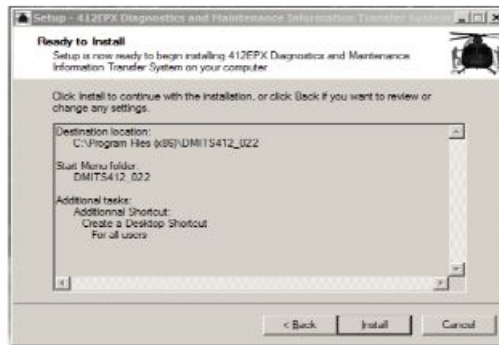 Setup - 412EPX Diagnostics and Maintenance Information Transfer System
Ready to Install
Setup is now ready to begin installing 412EPX Diagnostics and Maintenance
Information Transfer System on your computer.
Click Install to continue with the installation, or click Back if you want to review or
change any settings.
Destination location:
C:\Program Files (x86)\DMITS412_022
Start Menu folder:
DMITS412_022
Additional tasks:
Additionnal Shortcut:
Create a Desktop Shortcut
For all users
< Back Install Cancel